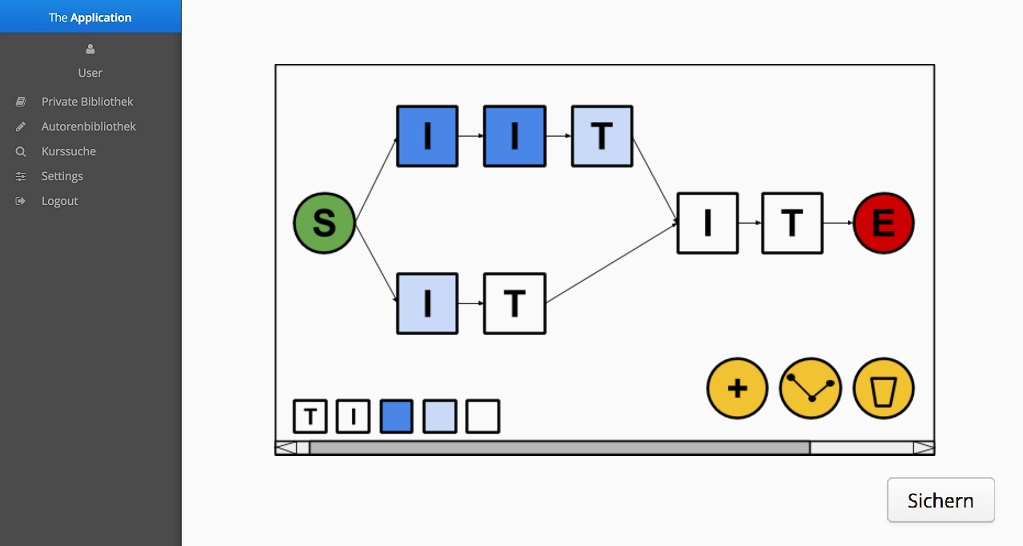 The Application
User
Private Bibliothek
Autorenbibliothek
Kurssuche
Settings
Logout
I I T
S I T E
I T
+
T I
Sichern